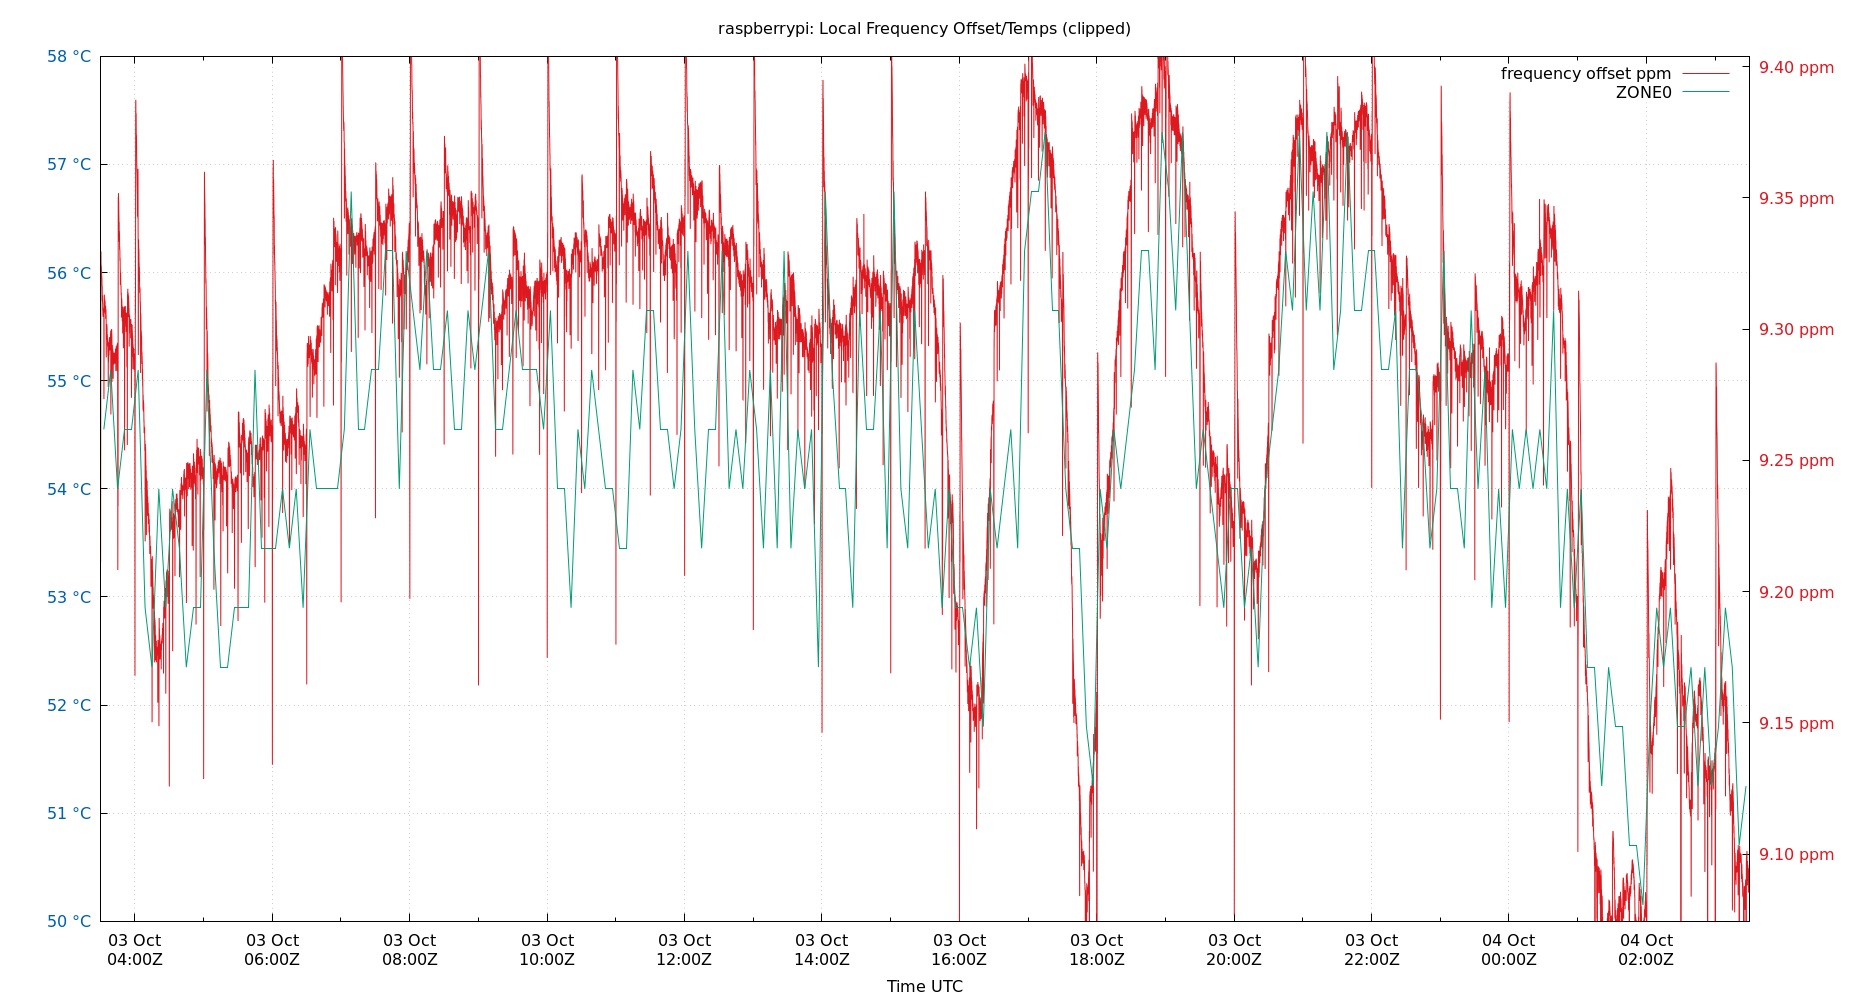 raspberrypi: Local Frequency Offset/Temps (clipped)
58 °C
57 °C
56 °C
55 °C
54 °C
53 °C
52 °C
51 °C
50 °C
frequency offset ppm
ZONE0
9.40 ppm
9.35 ppm
9.30 ppm
9.25 ppm
9.20 ppm
9.15 ppm
9.10 ppm
03 Oct 03 Oct 03 Oct 03 Oct 03 Oct 03 Oct 03 Oct 03 Oct 03 Oct 03 Oct 04 Oct 04 Oct
04:00Z 06:00Z 08:00Z 10:00Z 12:00Z 14:00Z 16:00Z 18:00Z 20:00Z 22:00Z 00:00Z 02:00Z
Time UTC